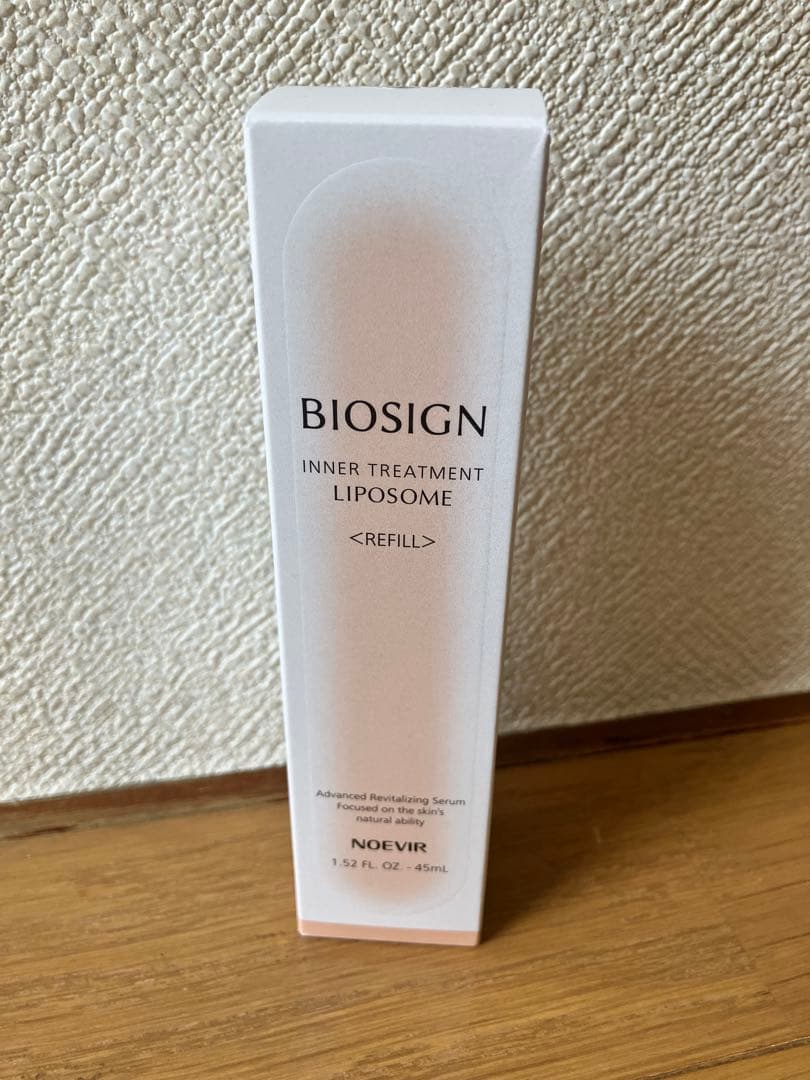 BIOSIGN
INNER TREATMENT
LIPOSOME
<REFILL>
Advanced Revitalizing Serum
Focused on the skin's
natural ability
NOEVIR
1.52 FL. OZ. - 45mL